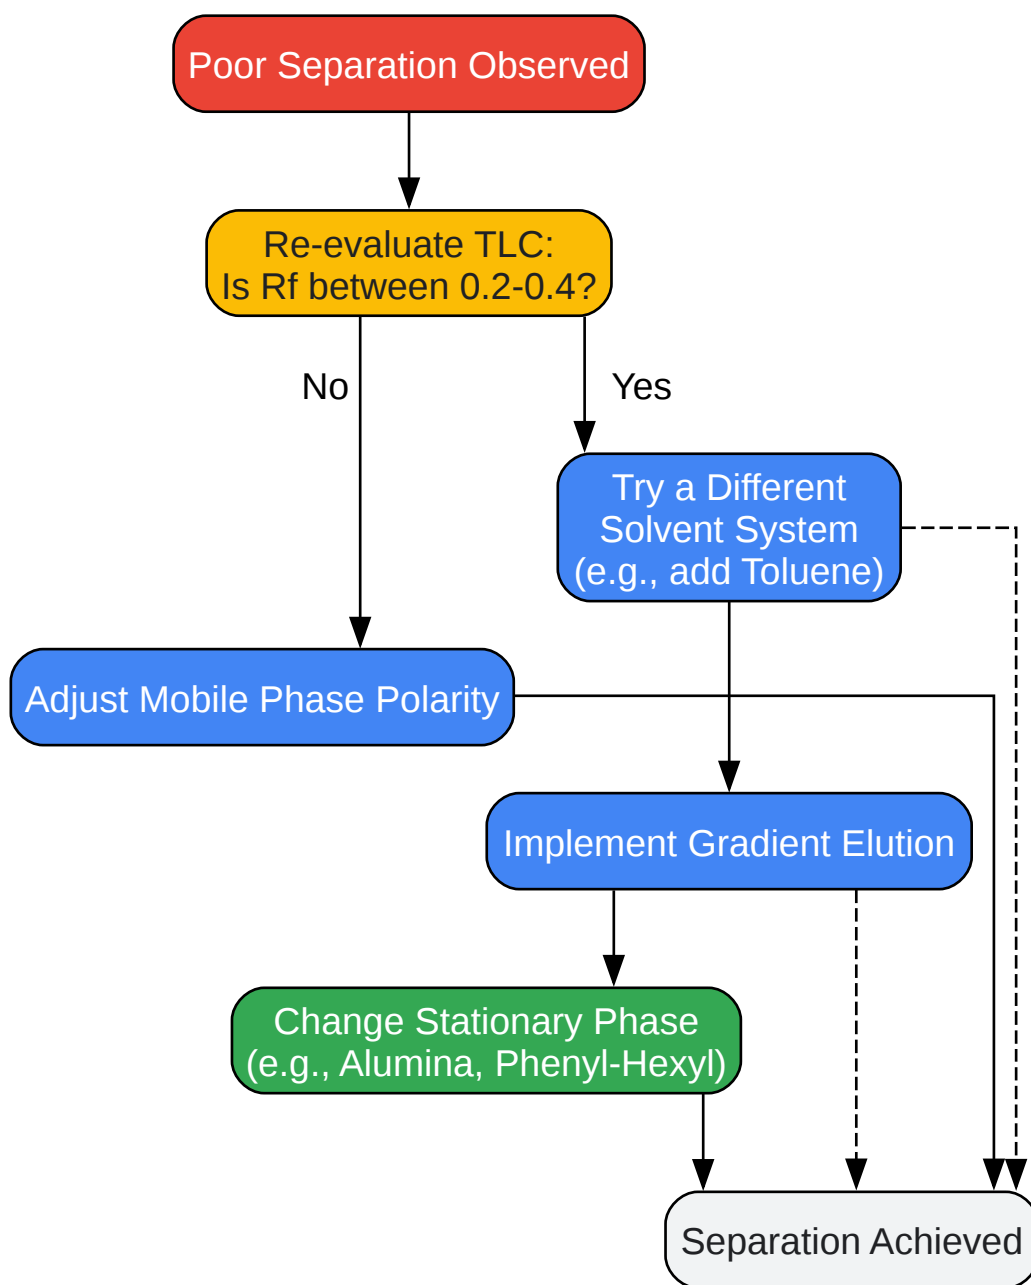 Poor Separation Observed
Re-evaluate TLC:
Is Rf between 0.2-0.4?
No
Yes
Try a Different
Solvent System
(e.g., add Toluene)
Adjust Mobile Phase Polarity
Implement Gradient Elution
Change Stationary Phase
(e.g., Alumina, Phenyl-Hexyl)
Separation Achieved